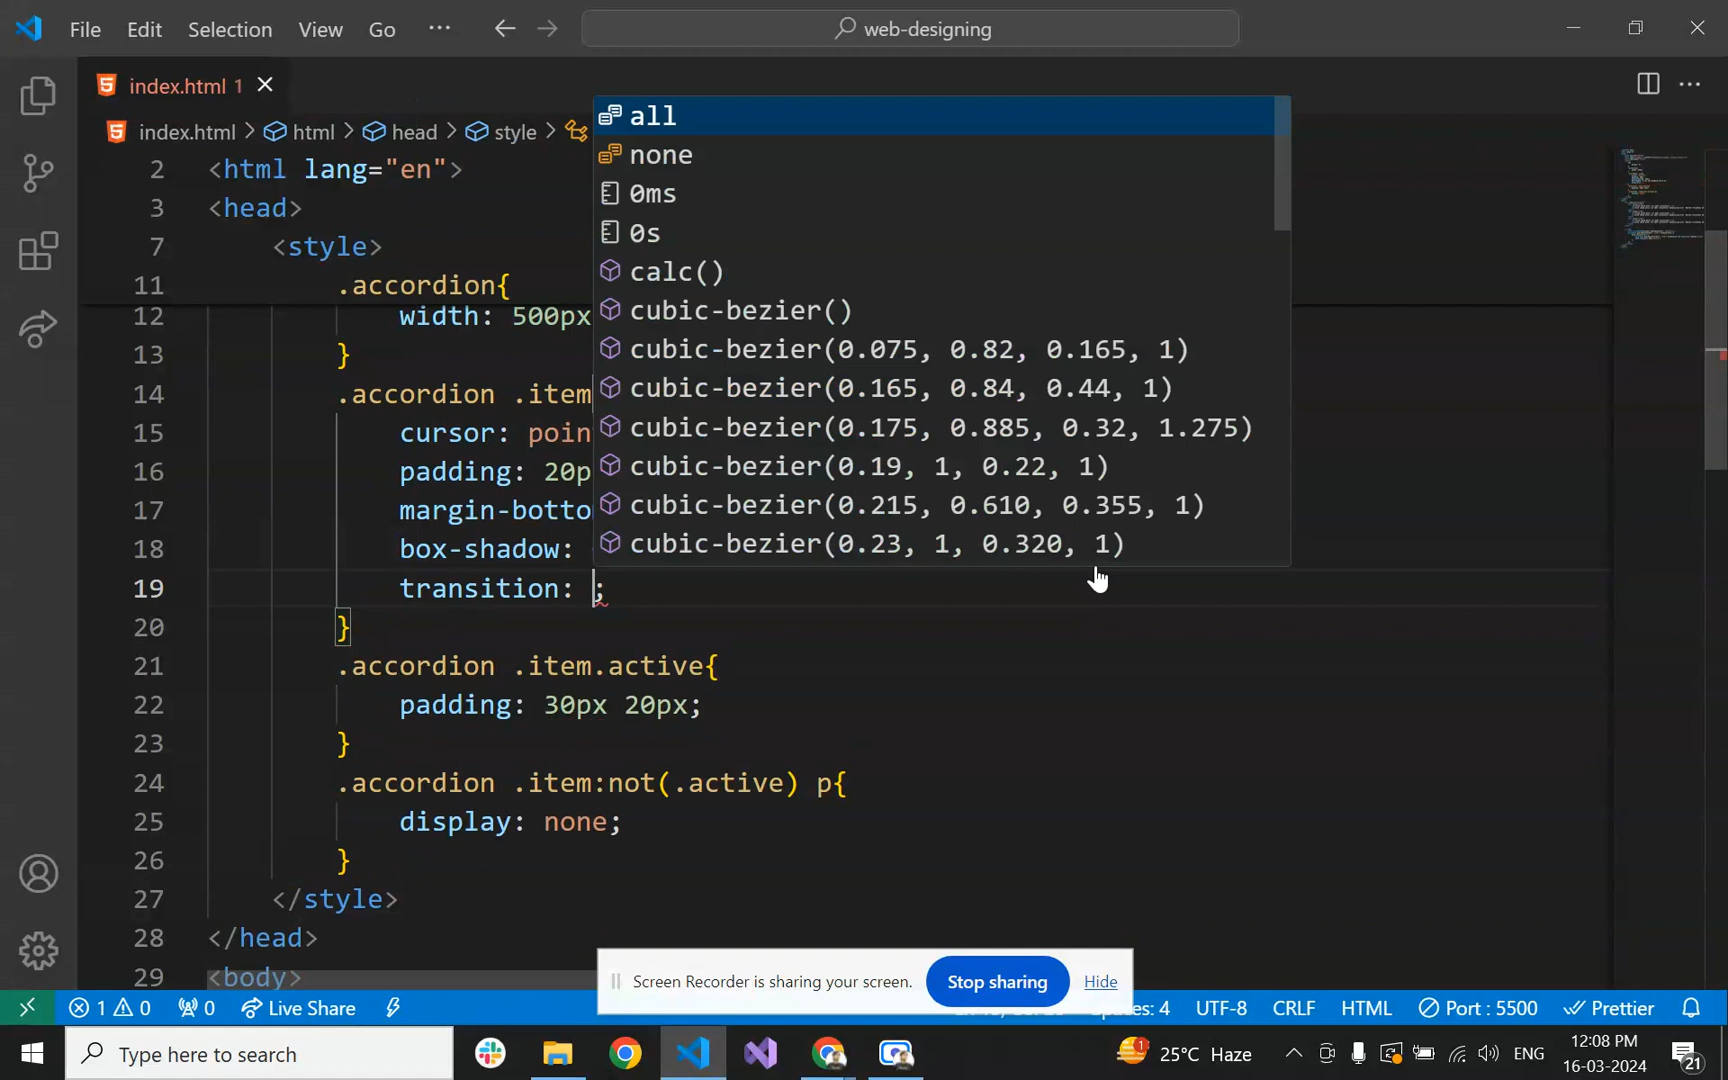 File Edit Selection View Go ··· web-designing
index.html 1
index.html > html > head > style >
2 <html lang="en">
3 <head>
7 <style>
11 .accordion{
12 width: 500px
13 }
14 .accordion .item
15 cursor: poin
16 padding: 20p
17 margin-botto
18 box-shadow:
19 transition: ;
20 }
21 .accordion .item.active{
22 padding: 30px 20px;
23 }
24 .accordion .item:not(.active) p{
25 display: none;
26 }
27 </style>
28 </head>
29 <body>
all
none
0ms
0s
calc()
cubic-bezier()
cubic-bezier(0.075, 0.82, 0.165, 1)
cubic-bezier(0.165, 0.84, 0.44, 1)
cubic-bezier(0.175, 0.885, 0.32, 1.275)
cubic-bezier(0.19, 1, 0.22, 1)
cubic-bezier(0.215, 0.610, 0.355, 1)
cubic-bezier(0.23, 1, 0.320, 1)
Screen Recorder is sharing your screen. Stop sharing Hide
1 0 0 Live Share Spaces: 4 UTF-8 CRLF HTML Port : 5500 Prettier
Type here to search 1 25°C Haze ENG 12:08 PM
16-03-2024 21